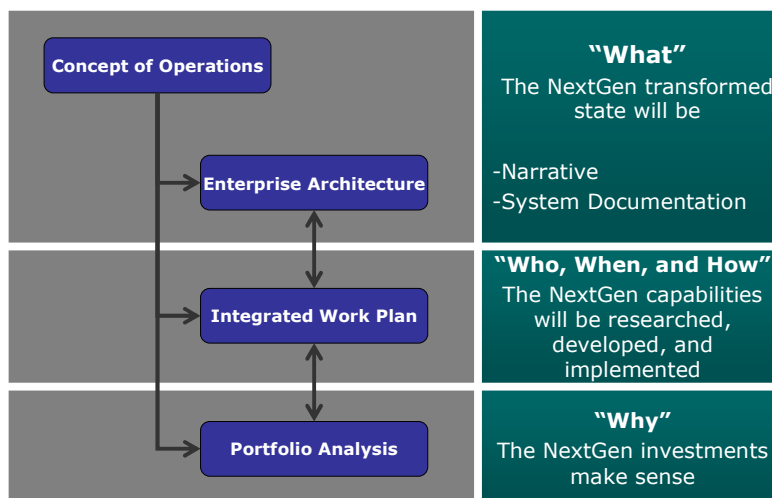 Concept of Operations
Enterprise Architecture
Integrated Work Plan
Portfolio Analysis
“What”
The NextGen transformed
state will be
-Narrative
-System Documentation
“Who, When, and How”
The NextGen capabilities
will be researched,
developed, and
implemented
“Why”
The NextGen investments
make sense